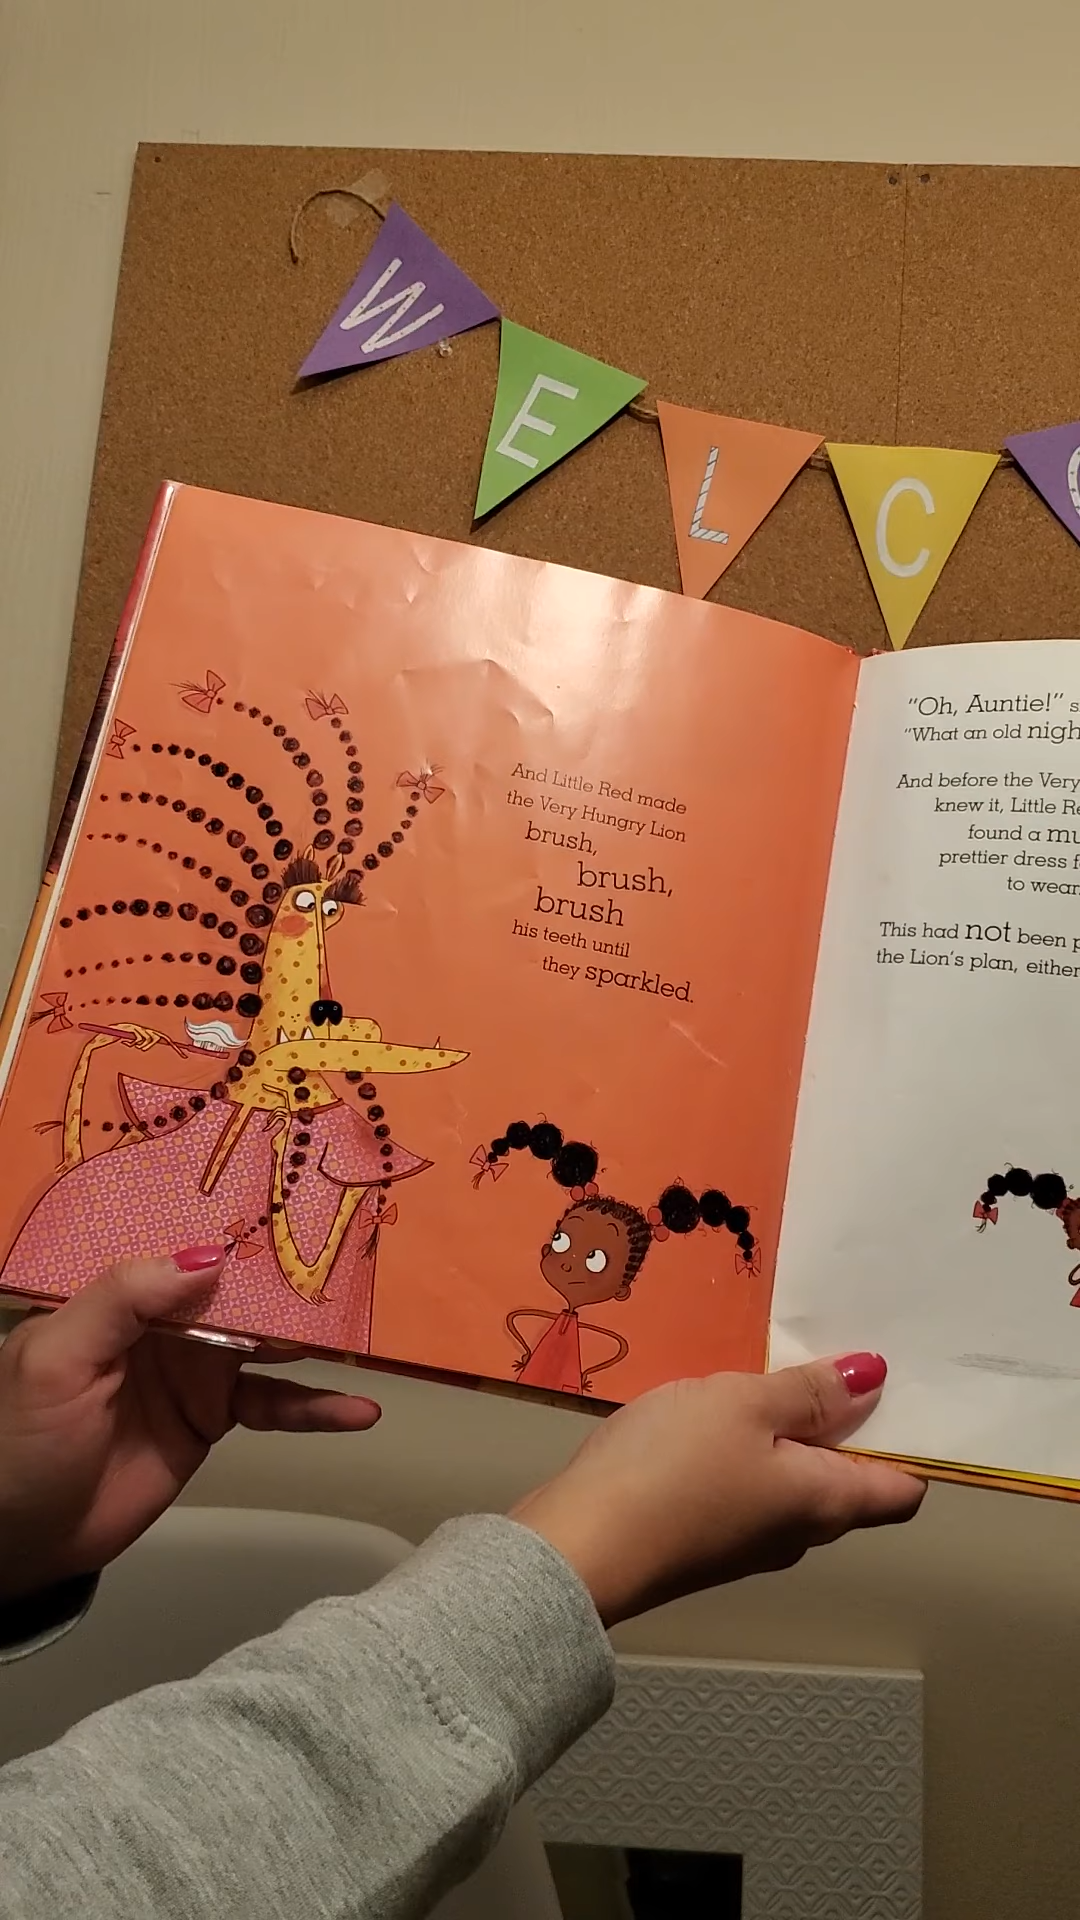 W E L C
And Little Red made
the Very Hungry Lion
brush,
brush,
brush
his teeth until
they sparkled.
"Oh, Auntie!"
"What an old
And before the Very
knew it, Little
found a
prettier dress
to wear
This had not been
the Lion's plan, either